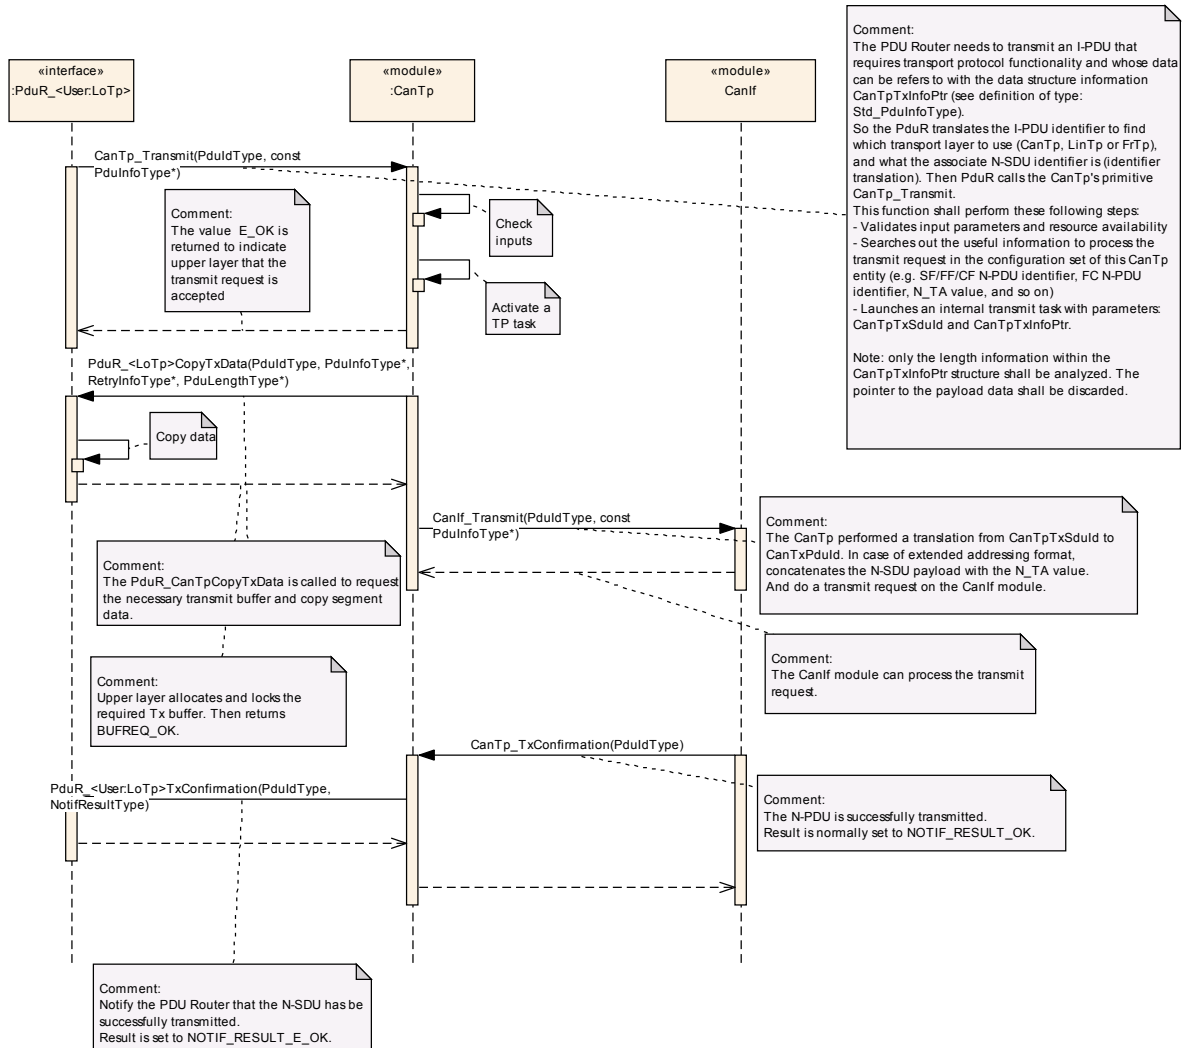 «interface»
:PduR_<User:LoTp>
«module»
:CanTp
«module»
CanIf
Comment:
The PDU Router needs to transmit an I-PDU that
requires transport protocol functionality and whose data
can be refers to with the data structure information
CanTpTxInfoPtr (see definition of type:
Std_PduInfoType).
So the PduR translates the I-PDU identifier to find
which transport layer to use (CanTp, LinTp or FrTp),
and what the associate N-SDU identifier is (identifier
translation). Then PduR calls the CanTp's primitive
CanTp_Transmit.
This function shall perform these following steps:
- Validates input parameters and resource availability
- Searches out the useful information to process the
transmit request in the configuration set of this CanTp
entity (e.g. SF/FF/CF N-PDU identifier, FC N-PDU
identifier, N_TA value, and so on)
- Launches an internal transmit task with parameters:
CanTpTxSduId and CanTpTxInfoPtr.
Note: only the length information within the
CanTpTxInfoPtr structure shall be analyzed. The
pointer to the payload data shall be discarded.
CanTp_Transmit(PduIdType, const
PduInfoType*)
Comment:
The value E_OK is
returned to indicate
upper layer that the
transmit request is
accepted
Check
inputs
Activate a
TP task
PduR_<LoTp>CopyTxData(PduIdType, PduInfoType*,
RetryInfoType*, PduLengthType*)
Copy data
CanIf_Transmit(PduIdType, const
PduInfoType*)
Comment:
The CanTp performed a translation from CanTpTxSduId to
CanTxPduId. In case of extended addressing format,
concatenates the N-SDU payload with the N_TA value.
And do a transmit request on the CanIf module.
Comment:
The PduR_CanTpCopyTxData is called to request
the necessary transmit buffer and copy segment
data.
Comment:
The CanIf module can process the transmit
request.
Comment:
Upper layer allocates and locks the
required Tx buffer. Then returns
BUFREQ_OK.
CanTp_TxConfirmation(PduIdType)
PduR_<User:LoTp>TxConfirmation(PduIdType,
NotifResultType)
Comment:
The N-PDU is successfully transmitted.
Result is normally set to NOTIF_RESULT_OK.
Comment:
Notify the PDU Router that the N-SDU has be
successfully transmitted.
Result is set to NOTIF_RESULT_E_OK.